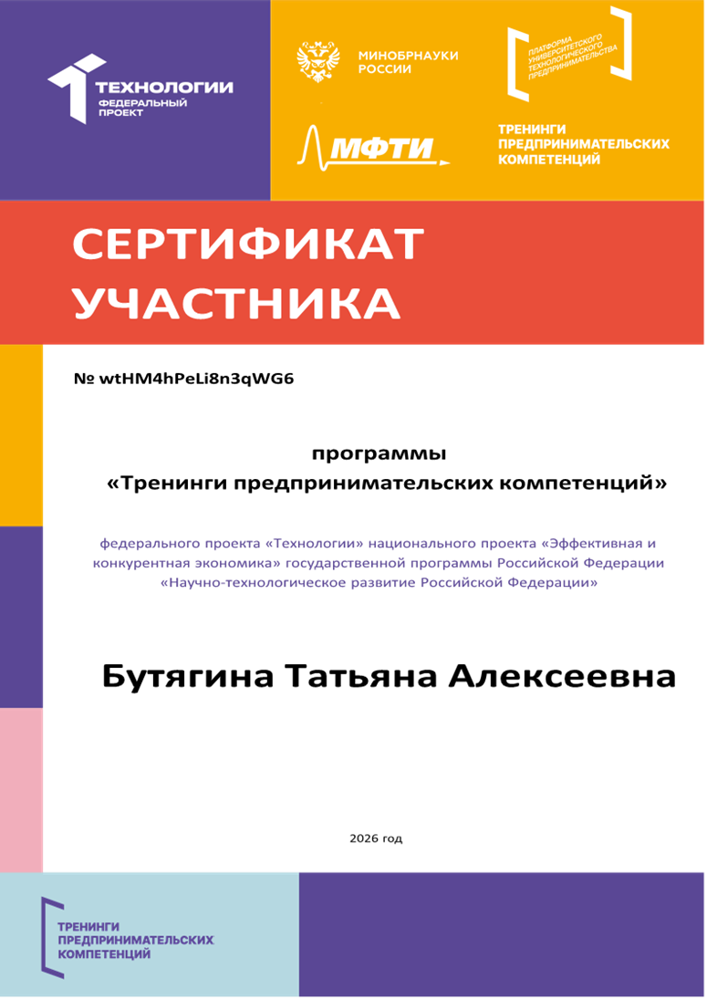 ТЕХНОЛОГИИ
ФЕДЕРАЛЬНЫЙ
ПРОЕКТ
МИНОБРНАУКИ
РОССИИ
МФТИ
ПЛАТФОРМА
УНИВЕРСИТЕТСКОГО
ТЕХНОЛОГИЧЕСКОГО
ПРЕДПРИНИМАТЕЛЬСТВА
ТРЕНИНГИ
ПРЕДПРИНИМАТЕЛЬСКИХ
КОМПЕТЕНЦИЙ
СЕРТИФИКАТ
УЧАСТНИКА
№ wtHM4hPeLi8n3qWG6
программы
«Тренинги предпринимательских компетенций»
федерального проекта «Технологии» национального проекта «Эффективная и
конкурентная экономика» государственной программы Российской Федерации
«Научно-технологическое развитие Российской Федерации»
Бутягина Татьяна Алексеевна
2026 год
ТРЕНИНГИ
ПРЕДПРИНИМАТЕЛЬСКИХ
КОМПЕТЕНЦИЙ